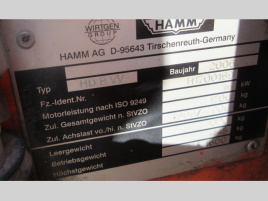 WIRTGEN
GROUP
HAMM
HAMM AG D-95643 Tirschenreuth-Germany
Typ Baujahr 2006
Fz.-Ident.Nr.
Motorleistung nach ISO 9249 kW
Zul. Gesamtgewicht n. StVZO kg
Zul. Achslast vo./hi. n. StVZO kg
Leergewicht kg
Betriebsgewicht kg
Höchstgewicht